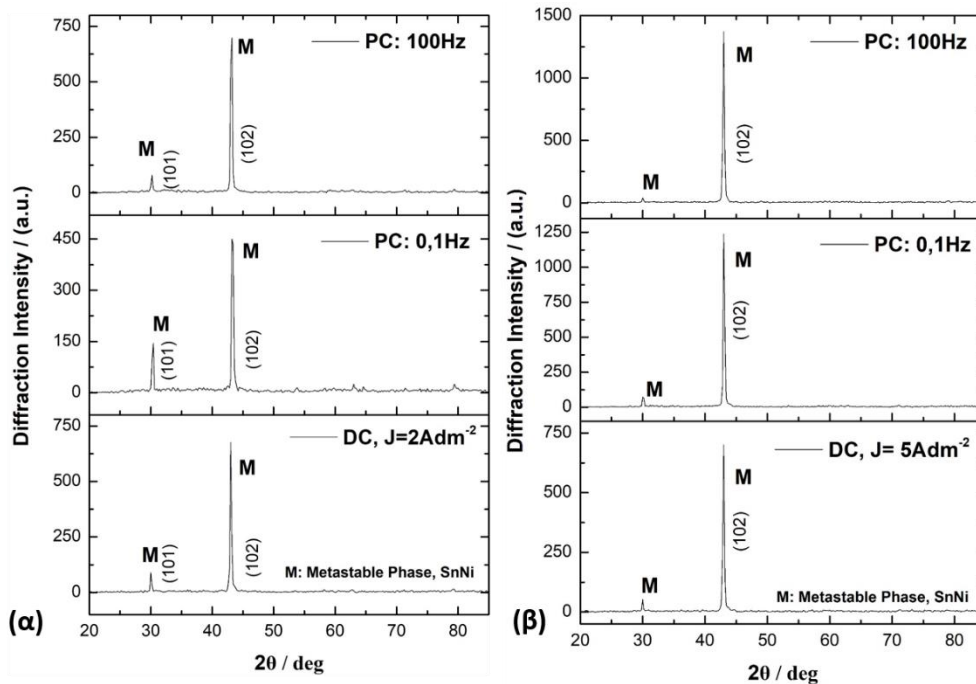 Diffraction Intensity / (a.u.)
750
500
250
0
PC: 100Hz
M
(102)
M
(101)
450
300
150
0
PC: 0,1Hz
M
(102)
M
(101)
750
500
250
0
DC, J=2Adm⁻²
M
(102)
M
(101)
M: Metastable Phase, SnNi
20 30 40 50 60 70 80
2θ / deg
(α)
Diffraction Intensity / (a.u.)
1500
1000
500
0
PC: 100Hz
M
(102)
M
1250
1000
750
500
250
0
PC: 0,1Hz
M
(102)
M
750
500
250
0
DC, J= 5Adm⁻²
M
(102)
M
M: Metastable Phase, SnNi
20 30 40 50 60 70 80
2θ / deg
(β)